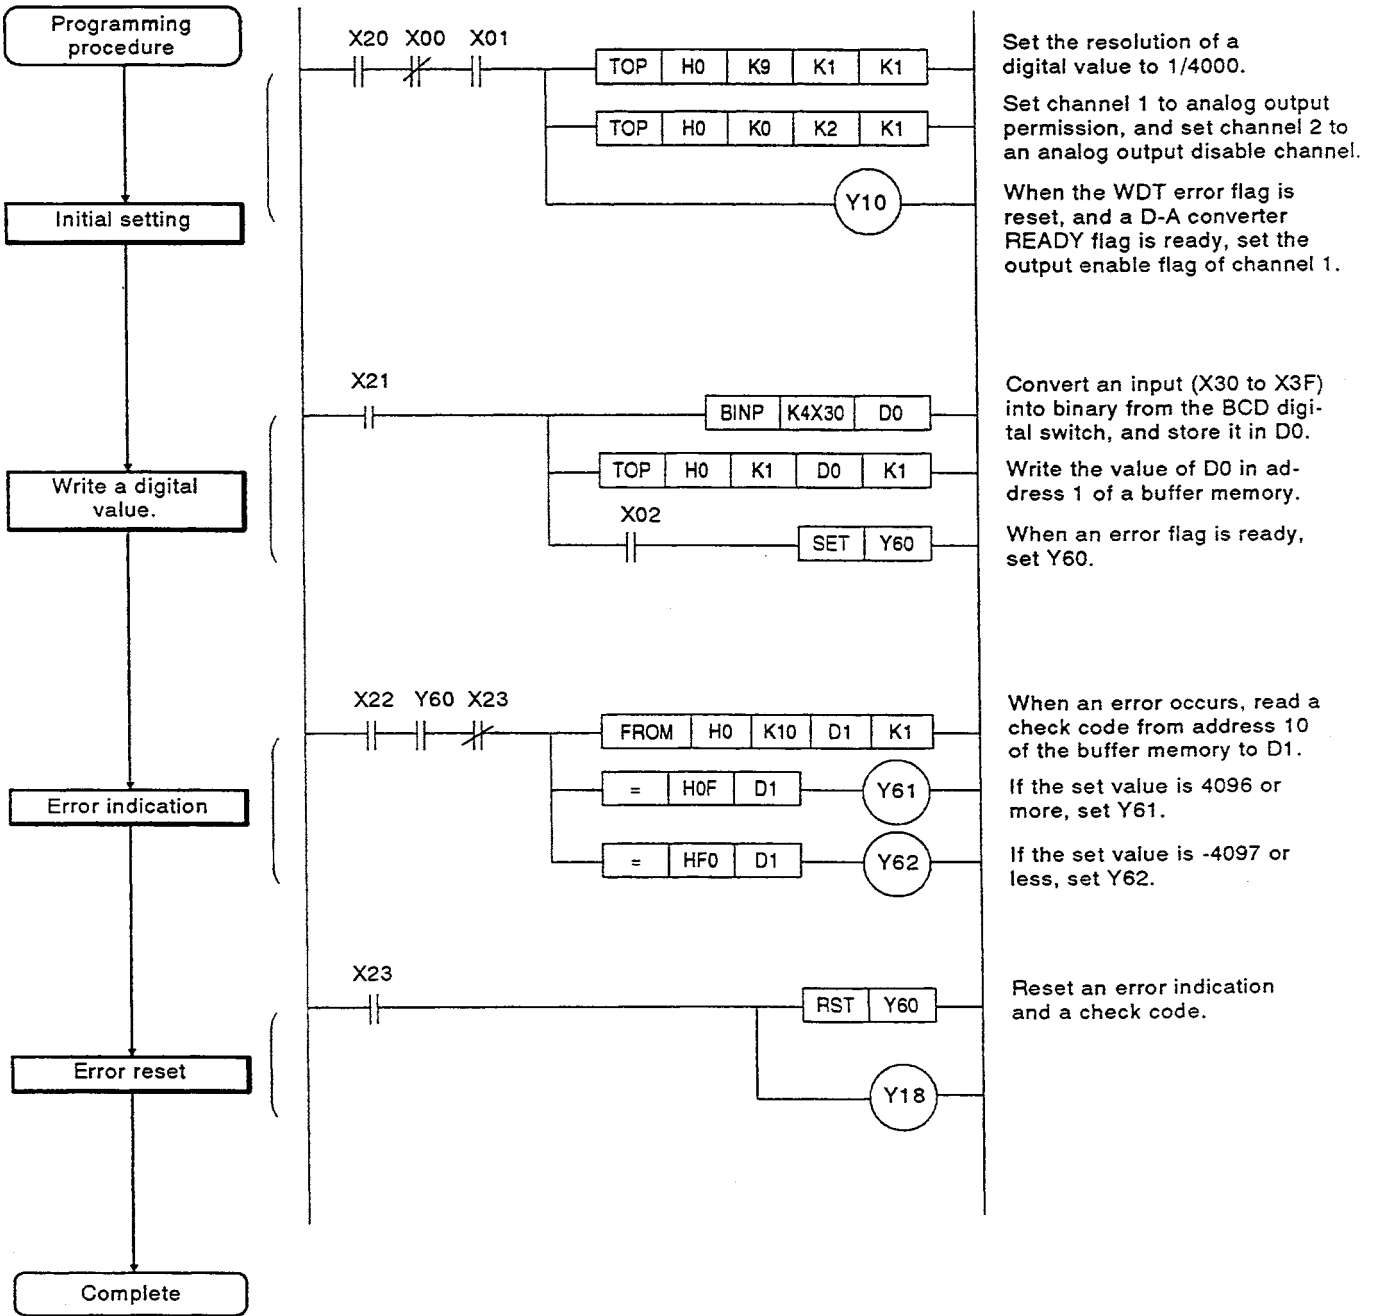 Programming
procedure
X20 X00 X01
TOP H0 K9 K1 K1
Set the resolution of a
digital value to 1/4000.
TOP H0 K0 K2 K1
Set channel 1 to analog output
permission, and set channel 2 to
an analog output disable channel.
Initial setting
Y10
When the WDT error flag is
reset, and a D-A converter
READY flag is ready, set the
output enable flag of channel 1.
X21
BINP K4X30 D0
Convert an input (X30 to X3F)
into binary from the BCD digi-
tal switch, and store it in D0.
Write a digital
value.
TOP H0 K1 D0 K1
Write the value of D0 in ad-
dress 1 of a buffer memory.
X02
SET Y60
When an error flag is ready,
set Y60.
X22 Y60 X23
FROM H0 K10 D1 K1
When an error occurs, read a
check code from address 10
of the buffer memory to D1.
Error indication
= H0F D1 Y61
If the set value is 4096 or
more, set Y61.
= HF0 D1 Y62
If the set value is -4097 or
less, set Y62.
X23
RST Y60
Reset an error indication
and a check code.
Error reset
Y18
Complete